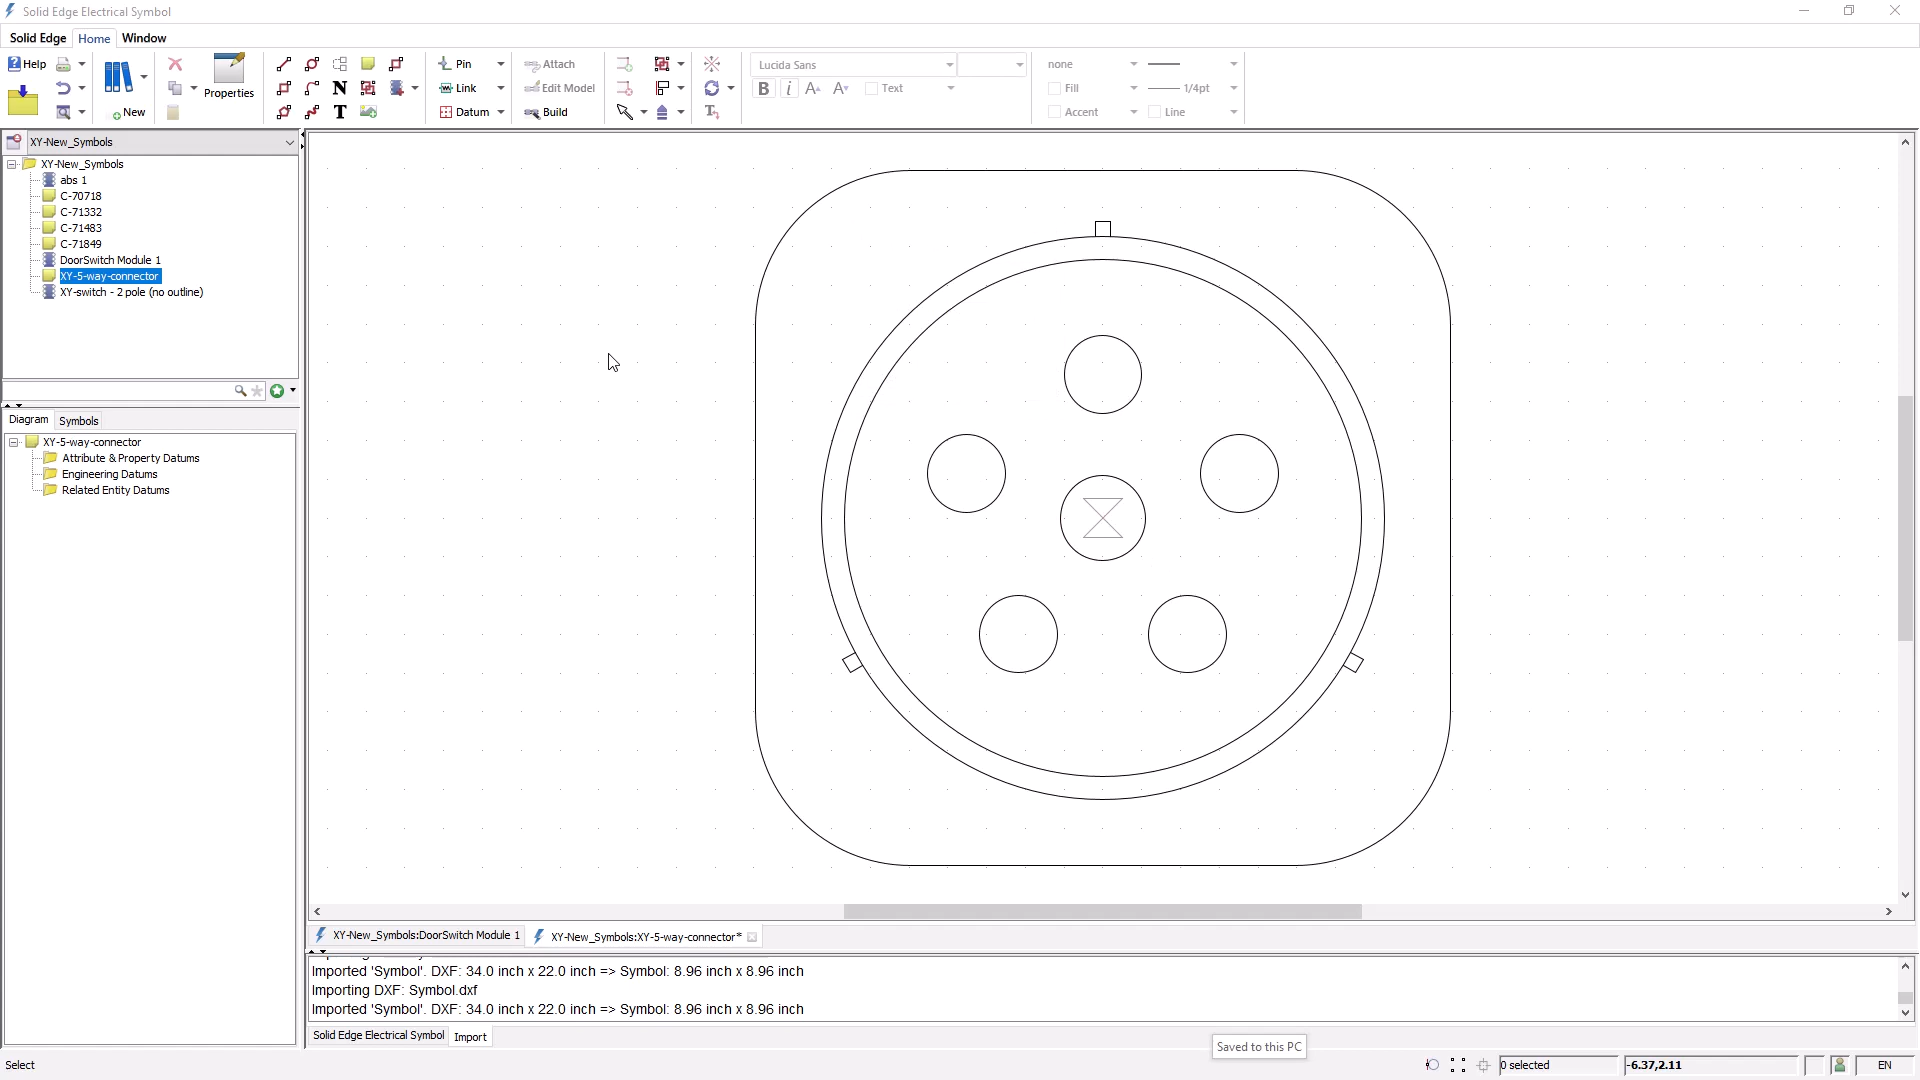 Solid Edge Electrical Symbol
Solid Edge Home Window
Help
New
Properties
N
T
Pin
Link
Datum
Attach
Edit Model
Build
Lucida Sans
B i A A Text
none
Fill
Accent
1/4pt
Line
XY-New_Symbols
XY-New_Symbols
abs 1
C-70718
C-71332
C-71483
C-71849
DoorSwitch Module 1
XY-5-way-connector
XY-switch - 2 pole (no outline)
Diagram Symbols
XY-5-way-connector
Attribute & Property Datums
Engineering Datums
Related Entity Datums
XY-New_Symbols:DoorSwitch Module 1 XY-New_Symbols:XY-5-way-connector*
Imported 'Symbol'. DXF: 34.0 inch x 22.0 inch => Symbol: 8.96 inch x 8.96 inch
Importing DXF: Symbol.dxf
Imported 'Symbol'. DXF: 34.0 inch x 22.0 inch => Symbol: 8.96 inch x 8.96 inch
Solid Edge Electrical Symbol Import
Saved to this PC
Select
0 selected
-6.37,2.11
EN